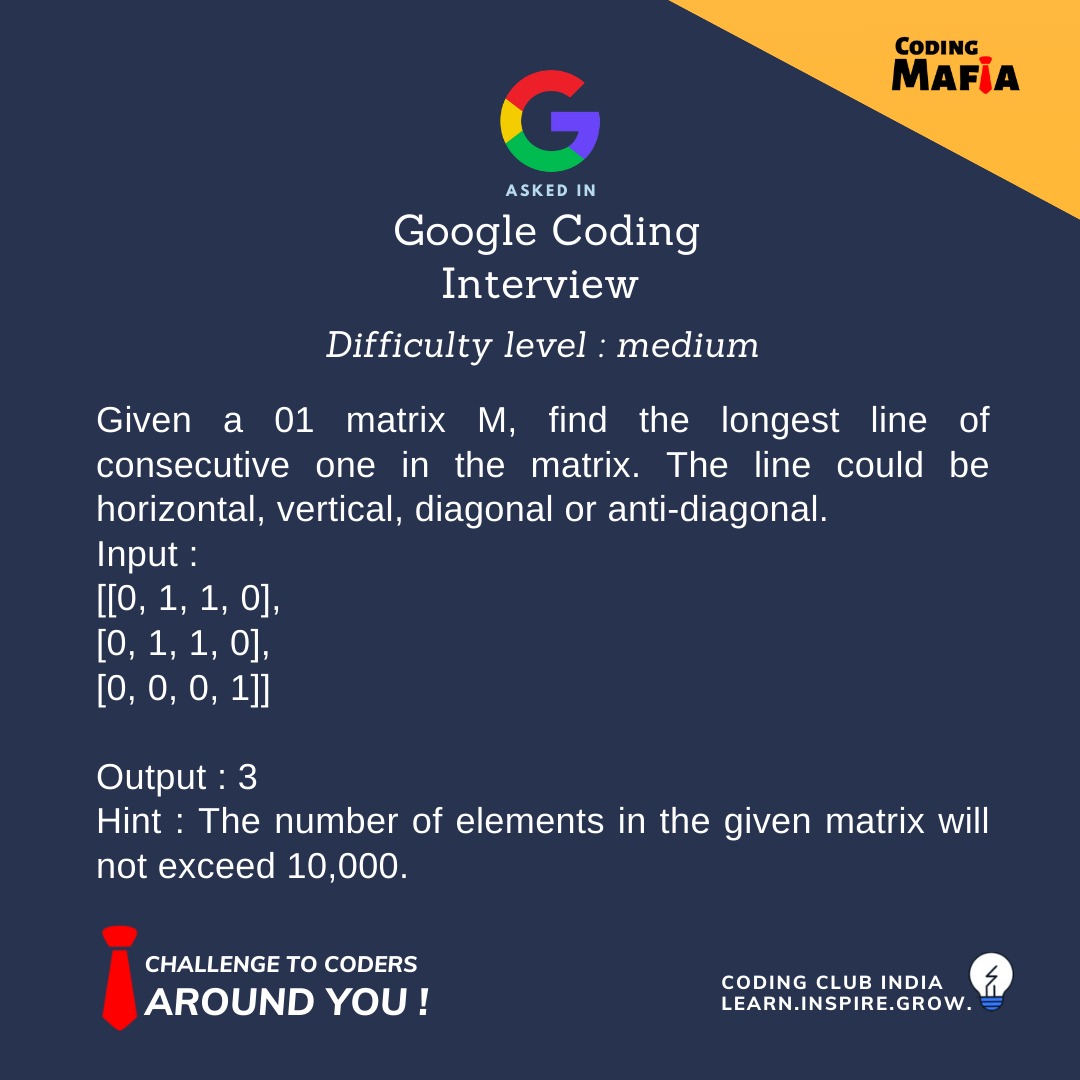 CODING
MAFIA
ASKED IN
Google Coding
Interview
Difficulty level : medium
Given a 01 matrix M, find the longest line of
consecutive one in the matrix. The line could be
horizontal, vertical, diagonal or anti-diagonal.
Input :
[[0, 1, 1, 0],
[0, 1, 1, 0],
[0, 0, 0, 1]]
Output : 3
Hint : The number of elements in the given matrix will
not exceed 10,000.
CHALLENGE TO CODERS
AROUND YOU !
CODING CLUB INDIA
LEARN.INSPIRE.GROW.